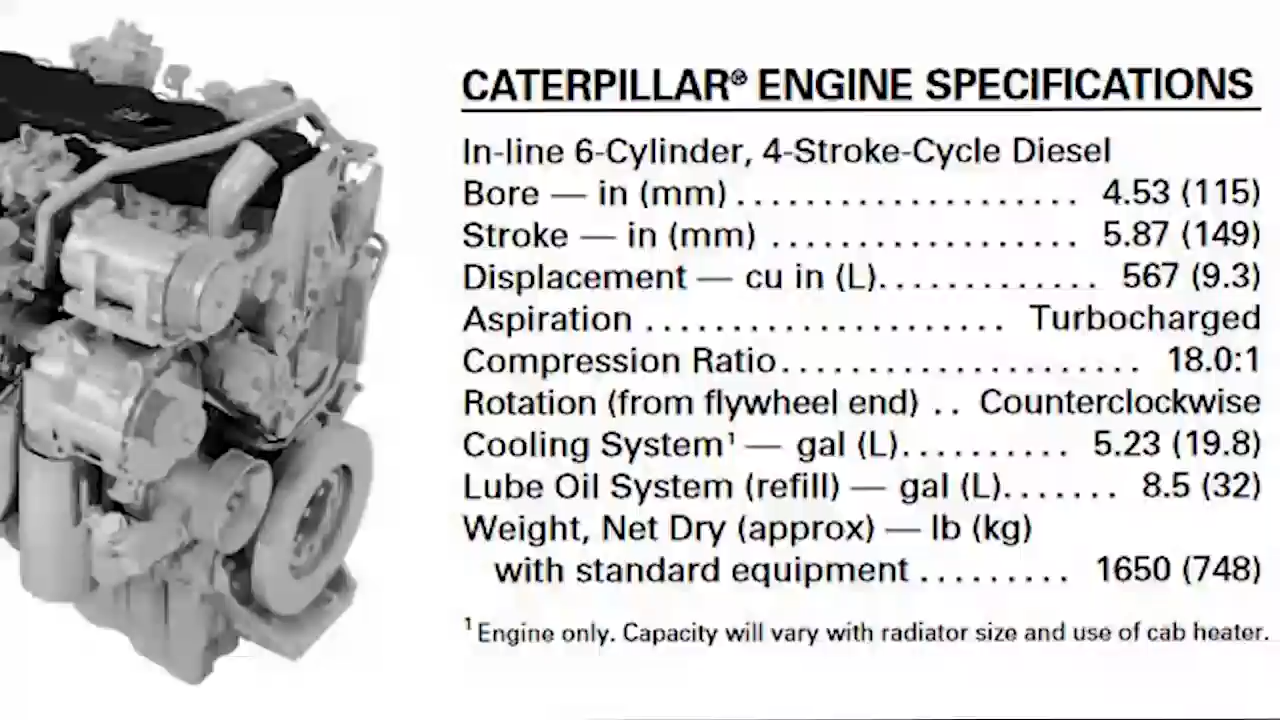 CATERPILLAR® ENGINE SPECIFICATIONS
In-line 6-Cylinder, 4-Stroke-Cycle Diesel
Bore — in (mm) . . . . . . . . . . . . . . . . . . . . . 4.53 (115)
Stroke — in (mm) . . . . . . . . . . . . . . . . . . . 5.87 (149)
Displacement — cu in (L). . . . . . . . . . . . . 567 (9.3)
Aspiration . . . . . . . . . . . . . . . . . . . . . . Turbocharged
Compression Ratio. . . . . . . . . . . . . . . . . . . . . . 18.0:1
Rotation (from flywheel end) . . Counterclockwise
Cooling System¹ — gal (L). . . . . . . . . . 5.23 (19.8)
Lube Oil System (refill) — gal (L). . . . . . . 8.5 (32)
Weight, Net Dry (approx) — lb (kg)
with standard equipment . . . . . . . . . 1650 (748)
¹ Engine only. Capacity will vary with radiator size and use of cab heater.